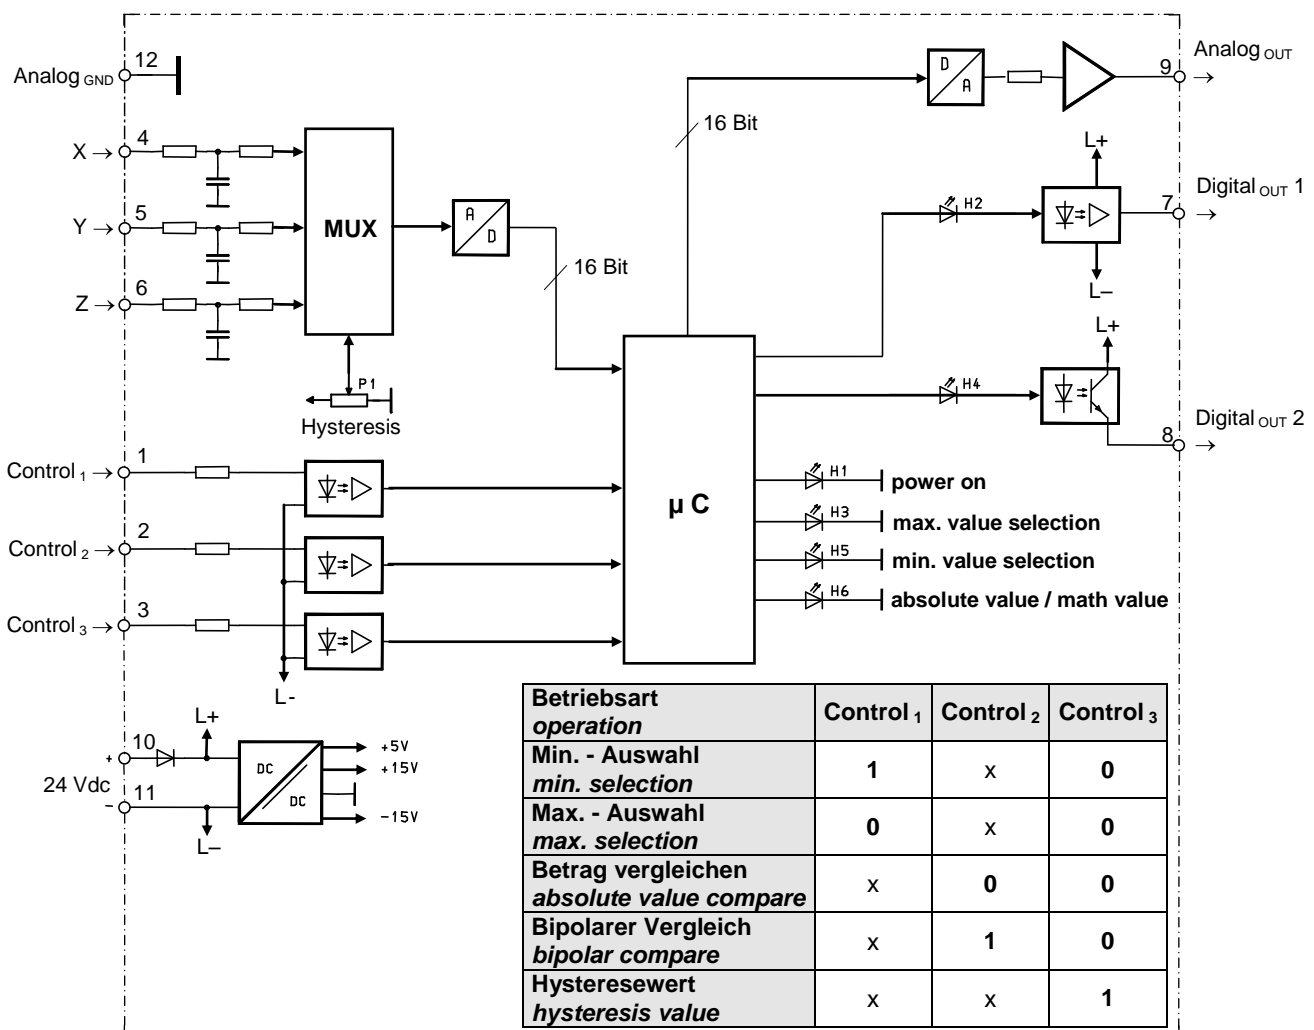 Analog GND
12
X →
4
Y →
5
Z →
6
MUX
A
D
16 Bit
P1
Hysteresis
16 Bit
D
A
9
Analog OUT
→
L+
H2
7
Digital OUT 1
→
L–
L+
H4
8
Digital OUT 2
→
Control 1 →
1
Control 2 →
2
Control 3 →
3
L-
µ C
H1
power on
H3
max. value selection
H5
min. value selection
H6
absolute value / math value
L+
+
10
24 Vdc
–
11
L–
DC
DC
+5V
+15V
-15V
Betriebsart
operation
Control 1
Control 2
Control 3
Min. - Auswahl
min. selection
1
x
0
Max. - Auswahl
max. selection
0
x
0
Betrag vergleichen
absolute value compare
x
0
0
Bipolarer Vergleich
bipolar compare
x
1
0
Hysteresewert
hysteresis value
x
x
1